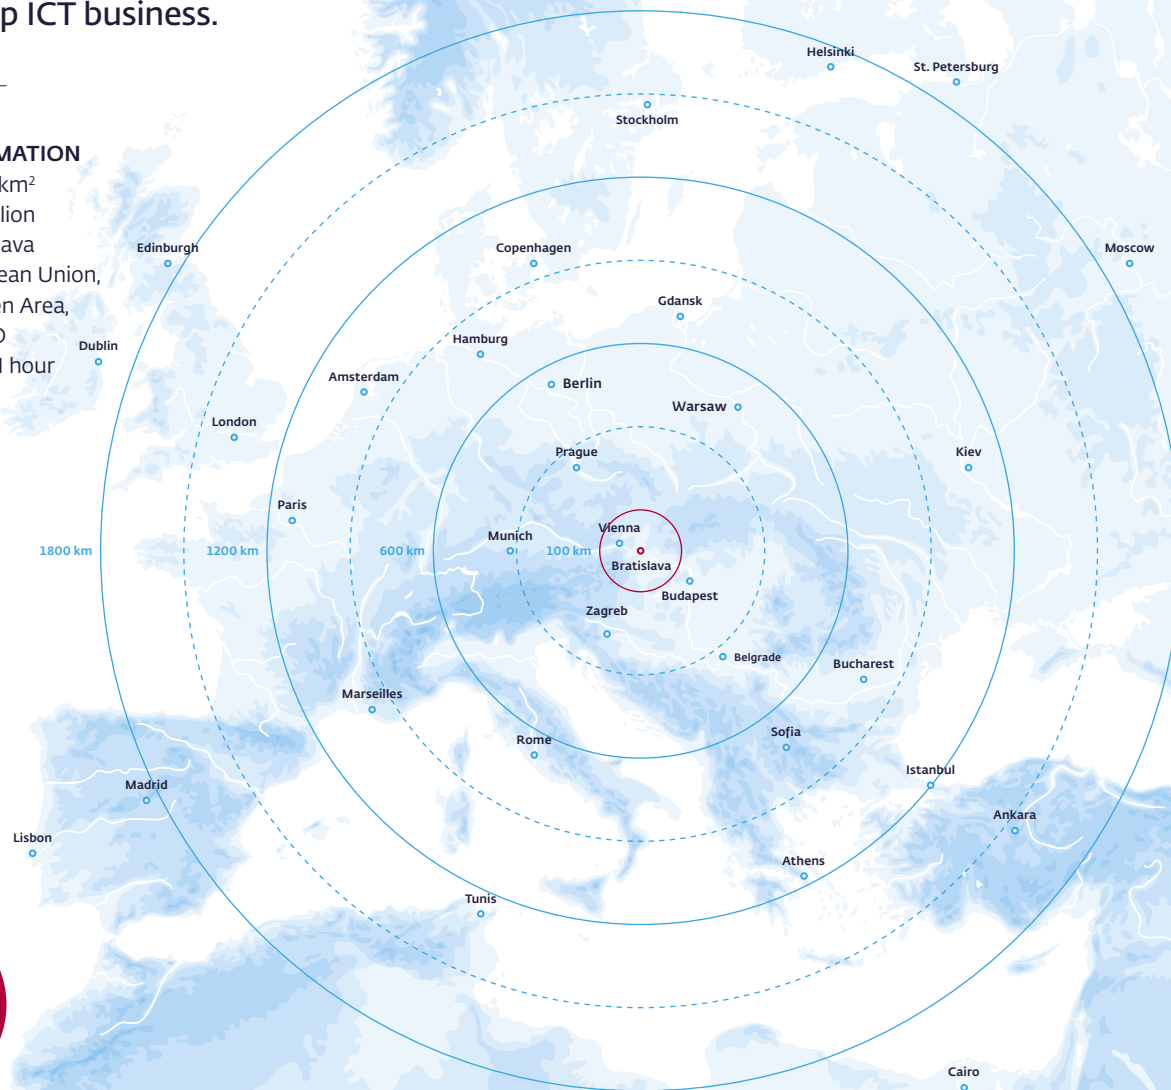 p ICT business.
MATION
km²
lion
ava
ean Union,
en Area,
O
1 hour
Helsinki
St. Petersburg
Stockholm
Edinburgh
Copenhagen
Moscow
Gdansk
Dublin
Hamburg
Amsterdam
Berlin
Warsaw
London
Prague
Kiev
Paris
Vienna
Munich
1800 km
1200 km
600 km
100 km
Bratislava
Budapest
Zagreb
Belgrade
Bucharest
Marseilles
Rome
Sofia
Istanbul
Madrid
Ankara
Lisbon
Athens
Tunis
Cairo